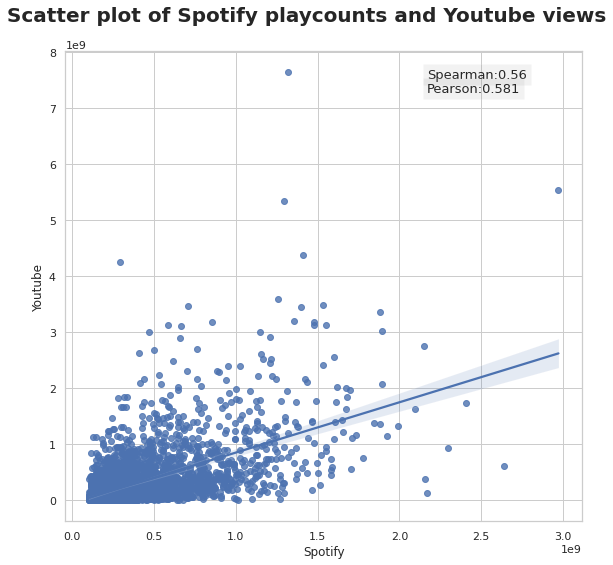 Scatter plot of Spotify playcounts and Youtube views
1e9
8
Spearman:0.56
Pearson:0.581
7
6
5
4
Youtube
3
2
1
0
0.0 0.5 1.0 1.5 2.0 2.5 3.0
Spotify
1e9